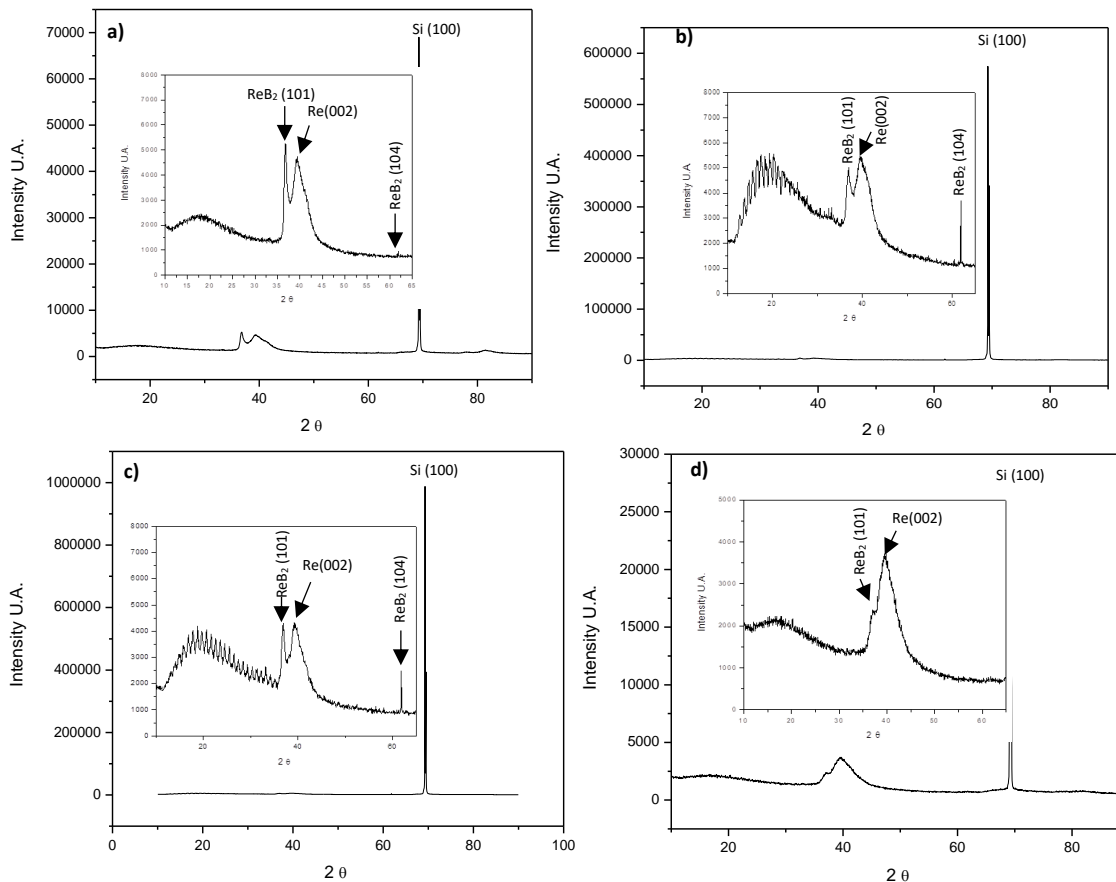 a)
Si (100)
70000
60000
50000
40000
30000
20000
10000
0
Intensity U.A.
20 40 60 80
2 θ
8000
7000
6000
5000
4000
3000
2000
1000
0
Intensity U.A.
ReB₂ (101)
Re(002)
ReB₂ (104)
10 15 20 25 30 35 40 45 50 55 60 65
2 θ
b)
Si (100)
600000
500000
400000
300000
200000
100000
0
Intensity U.A.
20 40 60 80
2 θ
8000
7000
6000
5000
4000
3000
2000
1000
0
Intensity U.A.
ReB₂ (101)
Re(002)
ReB₂ (104)
20 40 60
2 θ
c)
Si (100)
1000000
900000
800000
700000
600000
500000
400000
300000
200000
100000
0
Intensity U.A.
0 20 40 60 80 100
2 θ
8000
7000
6000
5000
4000
3000
2000
1000
0
Intensity U.A.
ReB₂ (101)
Re(002)
ReB₂ (104)
20 40 60
2 θ
d)
Si (100)
30000
25000
20000
15000
10000
5000
0
Intensity U.A.
20 40 60 80
2 θ
5000
4000
3000
2000
1000
0
Intensity U.A.
ReB₂ (101)
Re(002)
10 20 30 40 50 60
2 θ